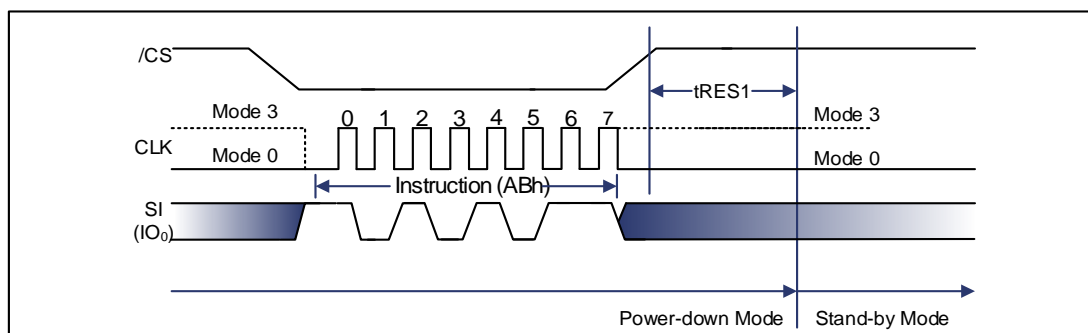 /CS
tRES1
Mode 3
0 1 2 3 4 5 6 7
Mode 3
CLK
Mode 0
Mode 0
Instruction (ABh)
SI
(IO₀)
Power-down Mode
Stand-by Mode